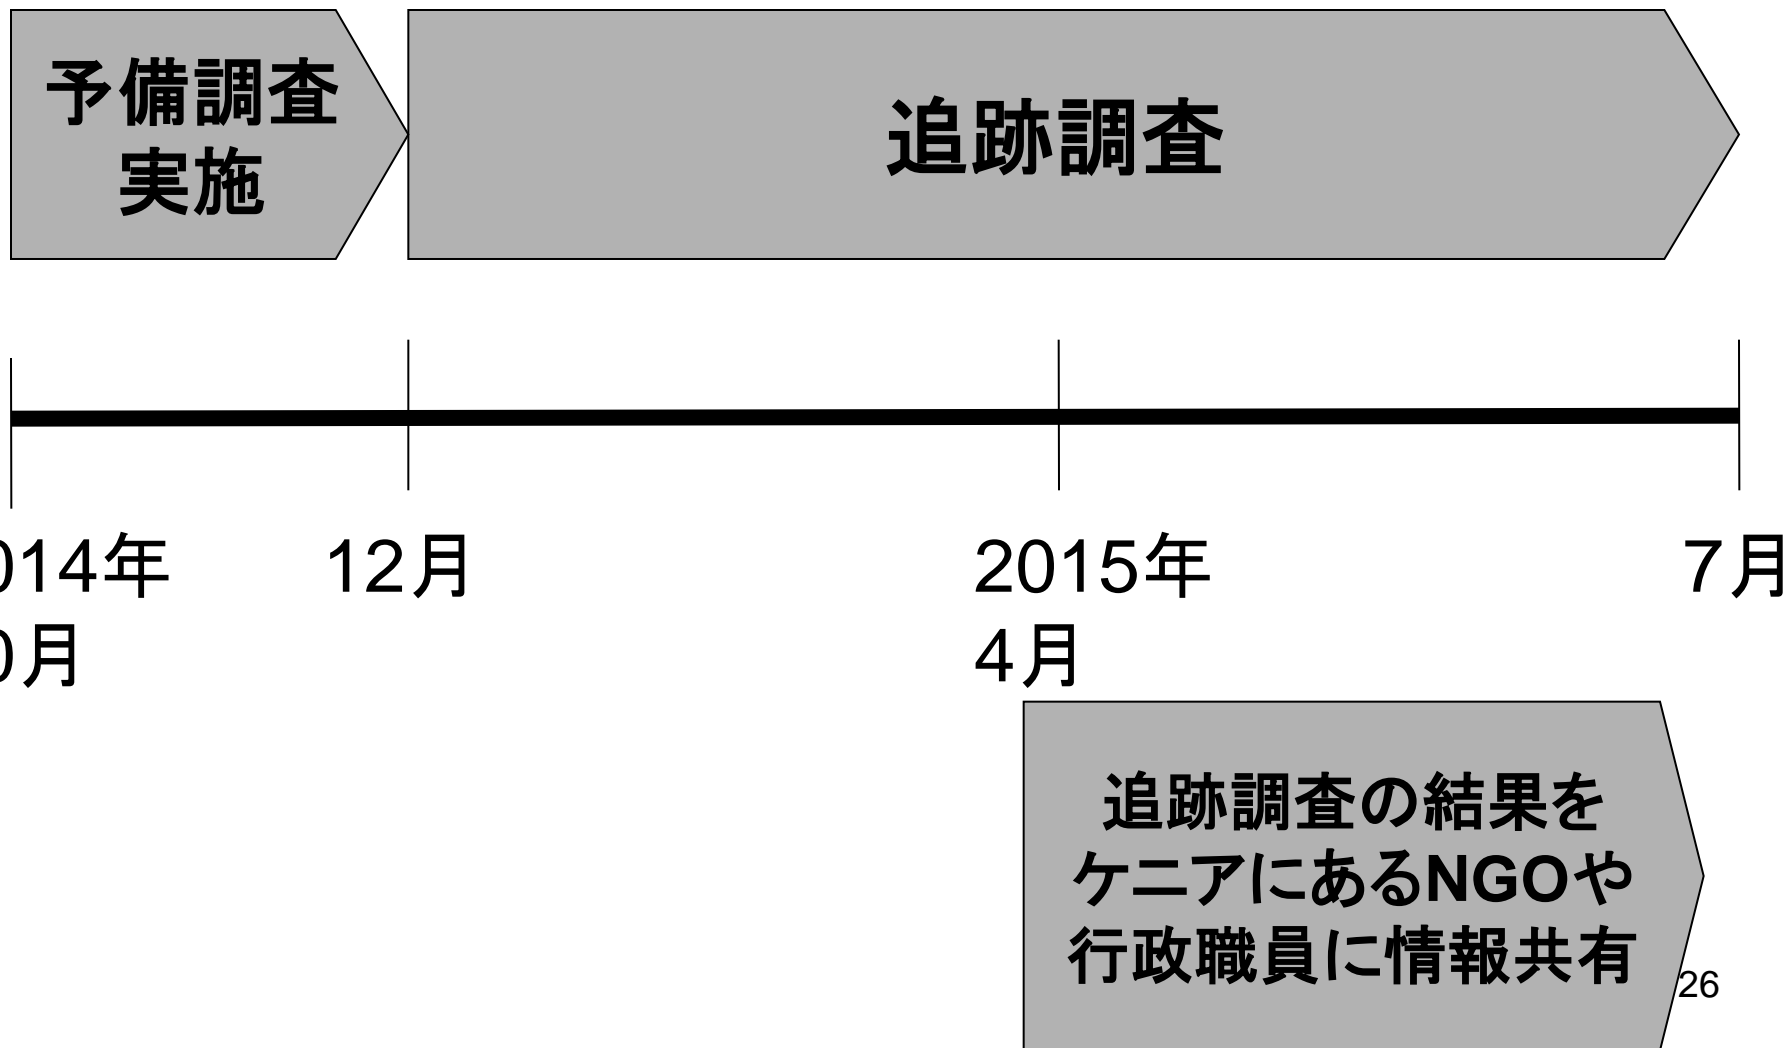 予備調査
実施
追跡調査
014年
12月
2015年
7月
0月
4月
追跡調査の結果を
ケニアにあるNGOや
行政職員に情報共有
26